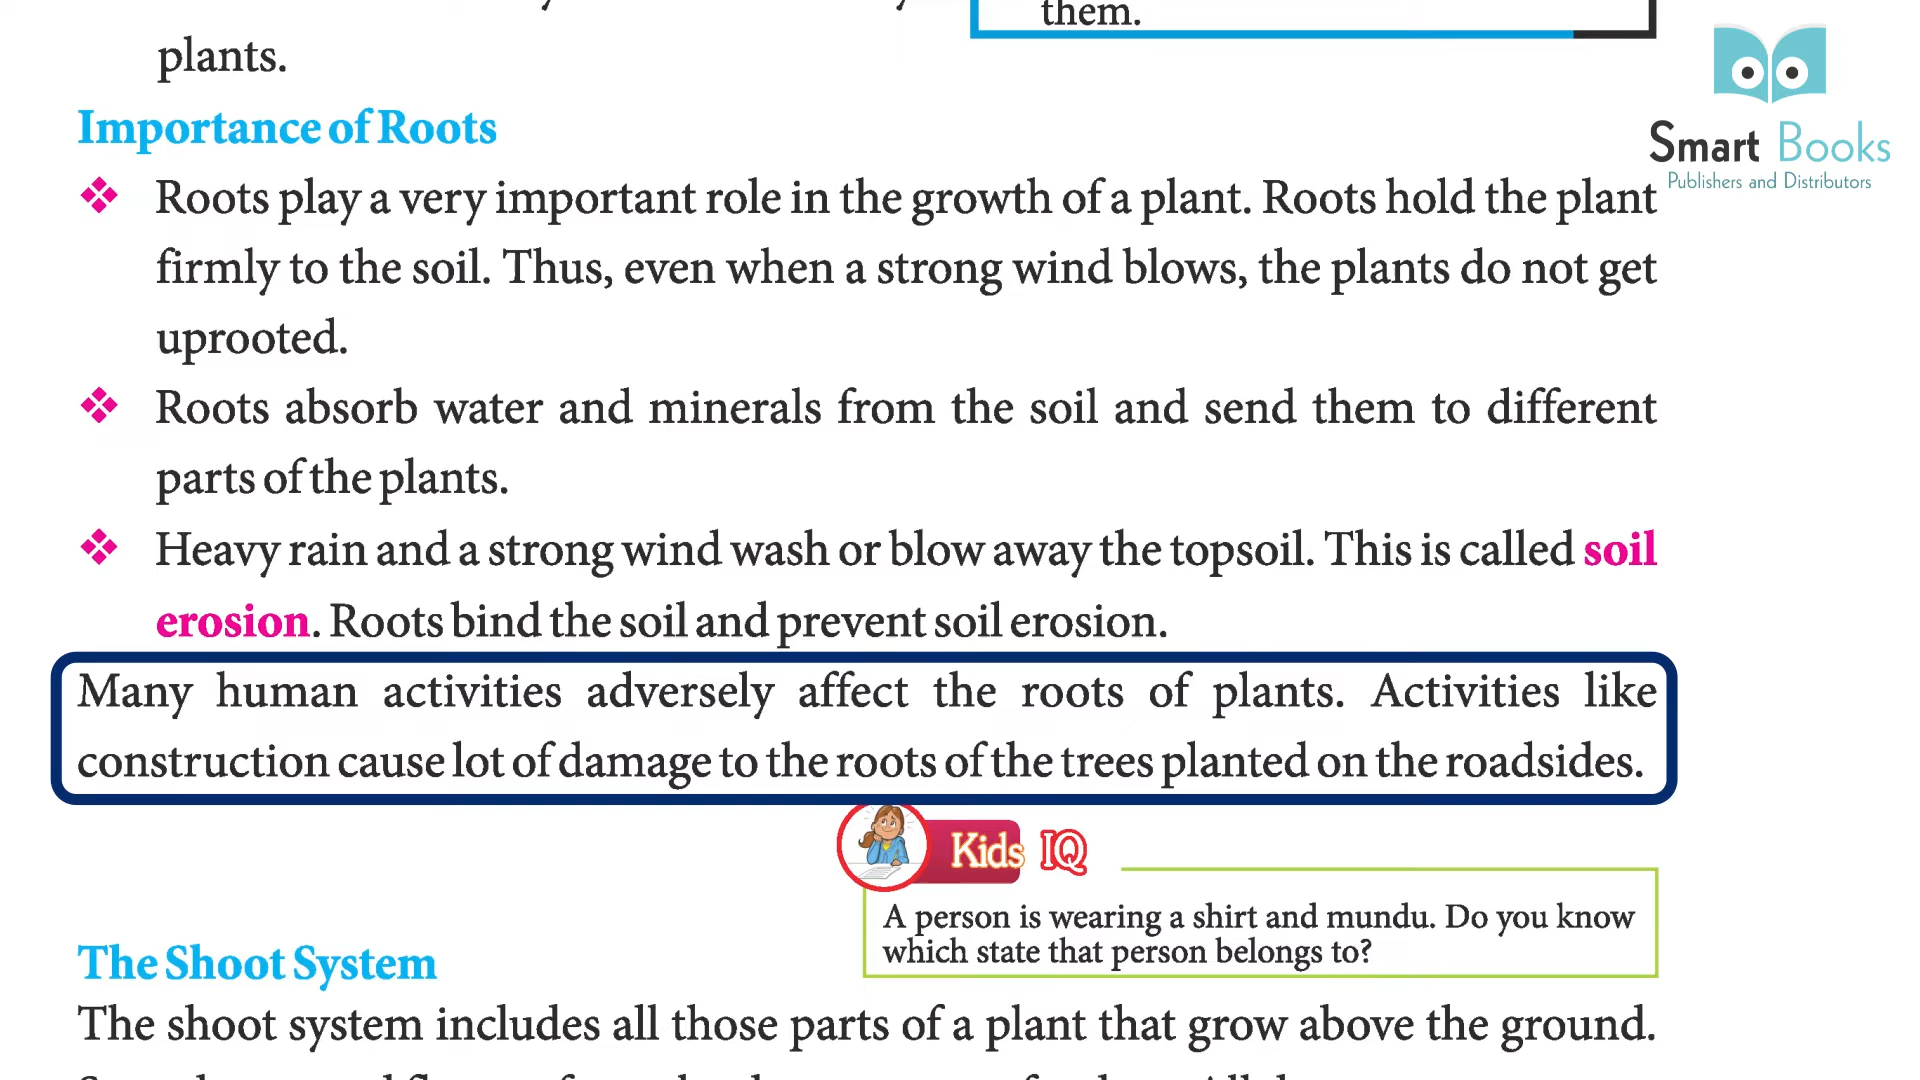 them.
plants.
Smart Books
Publishers and Distributors
Importance of Roots
Roots play a very important role in the growth of a plant. Roots hold the plant
firmly to the soil. Thus, even when a strong wind blows, the plants do not get
uprooted.
Roots absorb water and minerals from the soil and send them to different
parts of the plants.
Heavy rain and a strong wind wash or blow away the topsoil. This is called soil
erosion. Roots bind the soil and prevent soil erosion.
Many human activities adversely affect the roots of plants. Activities like
construction cause lot of damage to the roots of the trees planted on the roadsides.
Kids IQ
A person is wearing a shirt and mundu. Do you know
which state that person belongs to?
The Shoot System
The shoot system includes all those parts of a plant that grow above the ground.